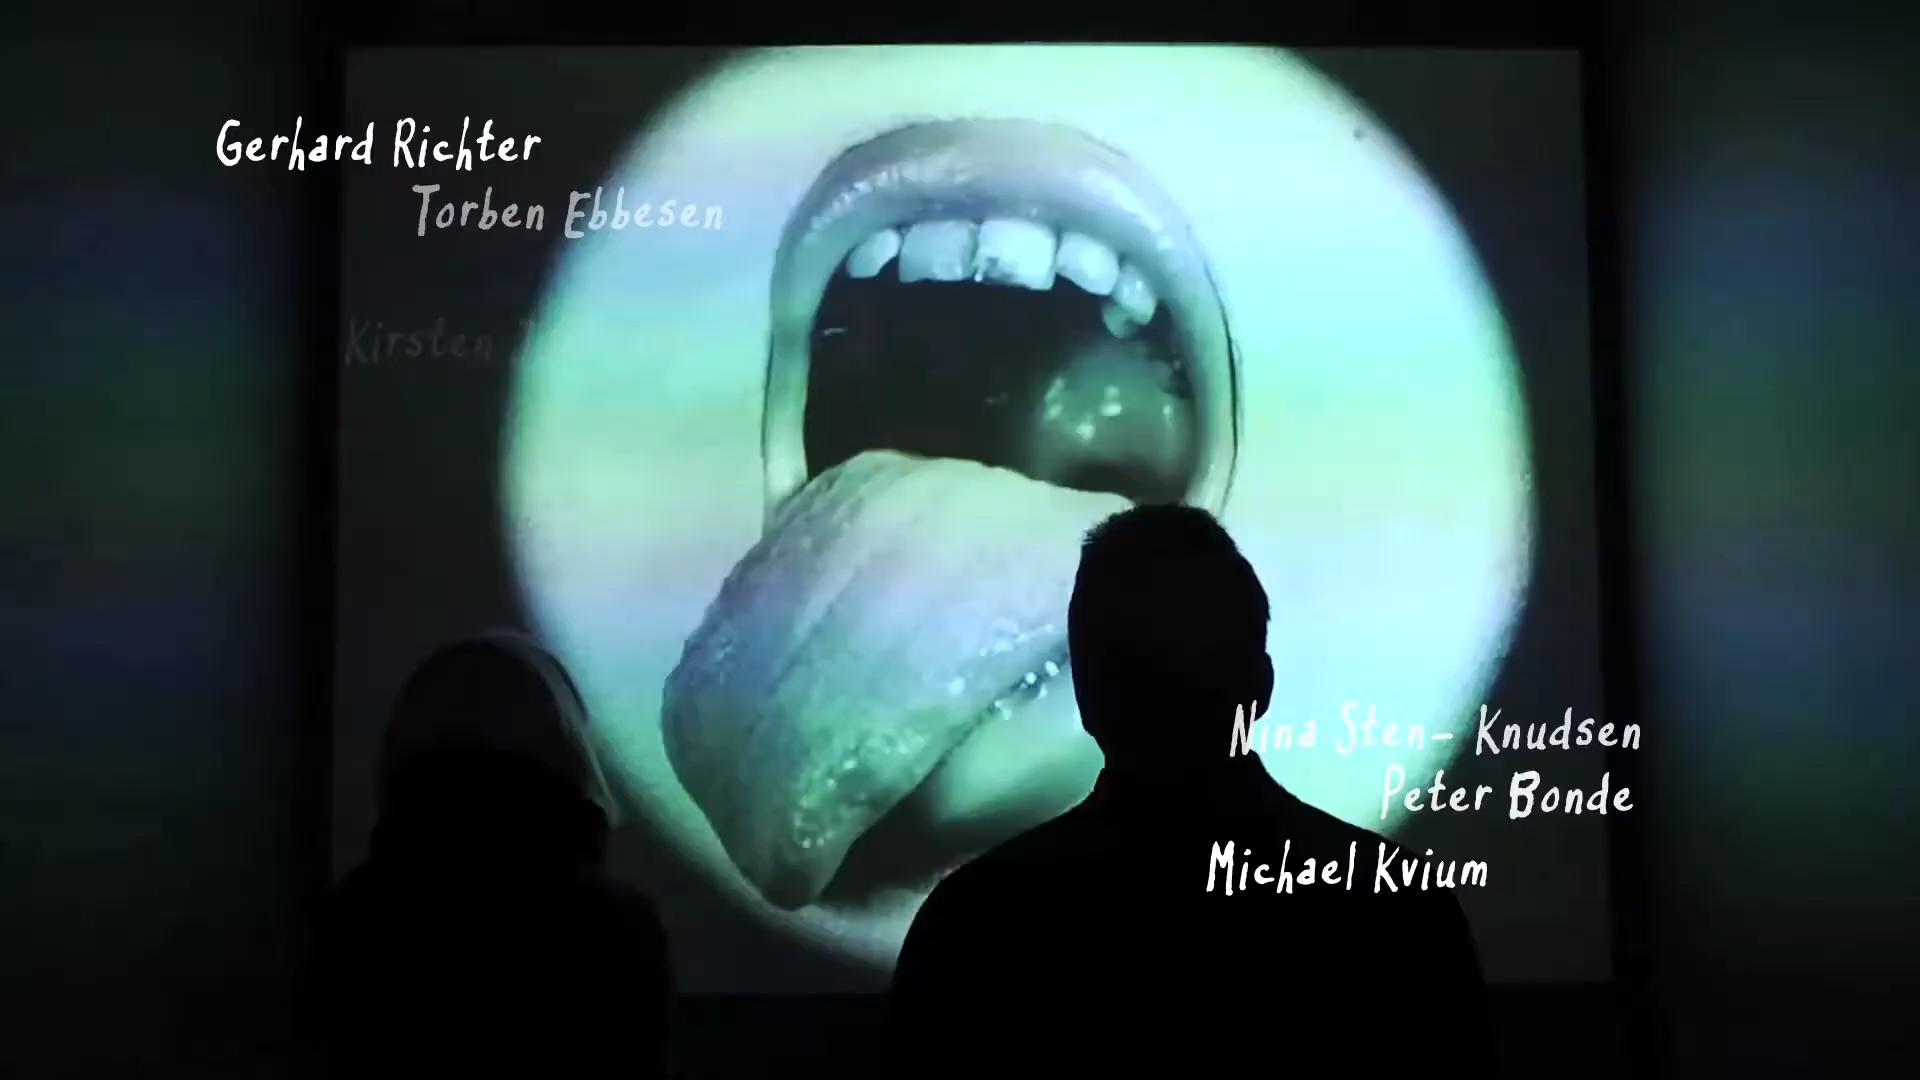 Gerhard Richter
Torben Ebbesen
Kirsten
Nina Sten- Knudsen
Peter Bonde
Michael Kvium